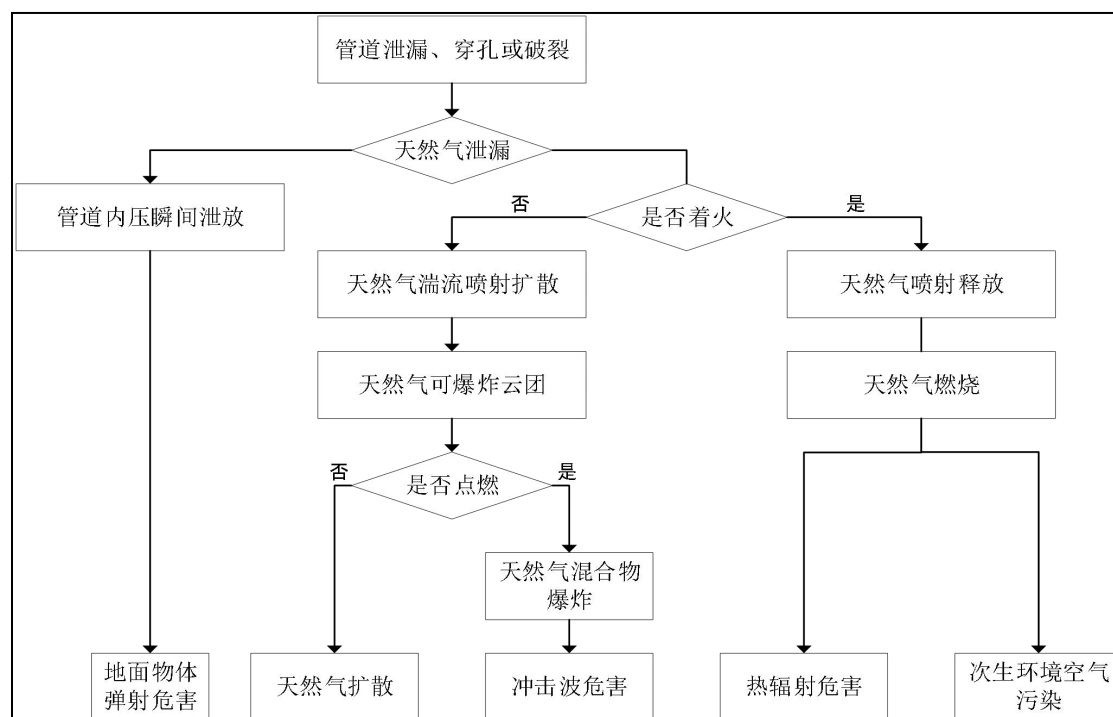 管道泄漏、穿孔或破裂
天然气泄漏
管道内压瞬间泄放
否
是否着火
是
天然气湍流喷射扩散
天然气喷射释放
天然气可爆炸云团
天然气燃烧
否
是否点燃
是
天然气混合物
爆炸
地面物体
弹射危害
天然气扩散
冲击波危害
热辐射危害
次生环境空气
污染